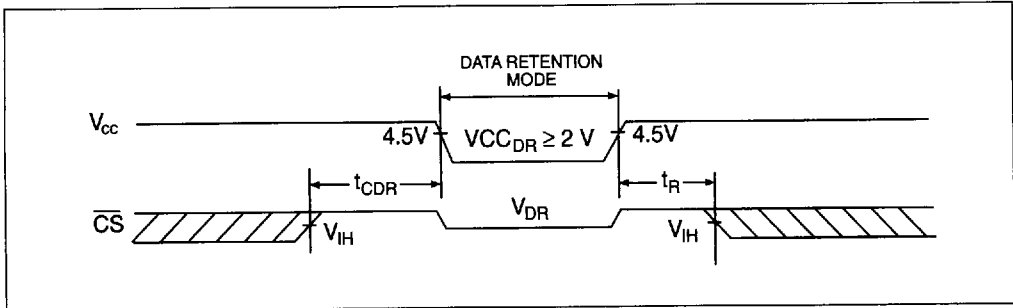 DATA RETENTION
MODE
Vcc
4.5V
VCCDR ≥ 2 V
4.5V
tCDR
tR
CS
VIH
VDR
VIH